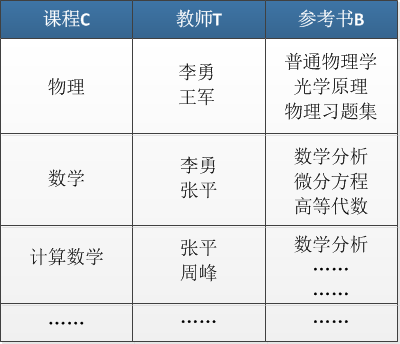 课程C 教师T 参考书B
物理
李勇
王军
普通物理学
光学原理
物理习题集
数学
李勇
张平
数学分析
微分方程
高等代数
计算数学
张平
周峰
数学分析
……
……
…… …… ……